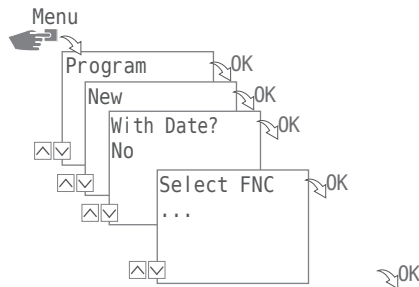 Menu
Program OK
New OK
With Date? OK
No
Select FNC OK
...
OK